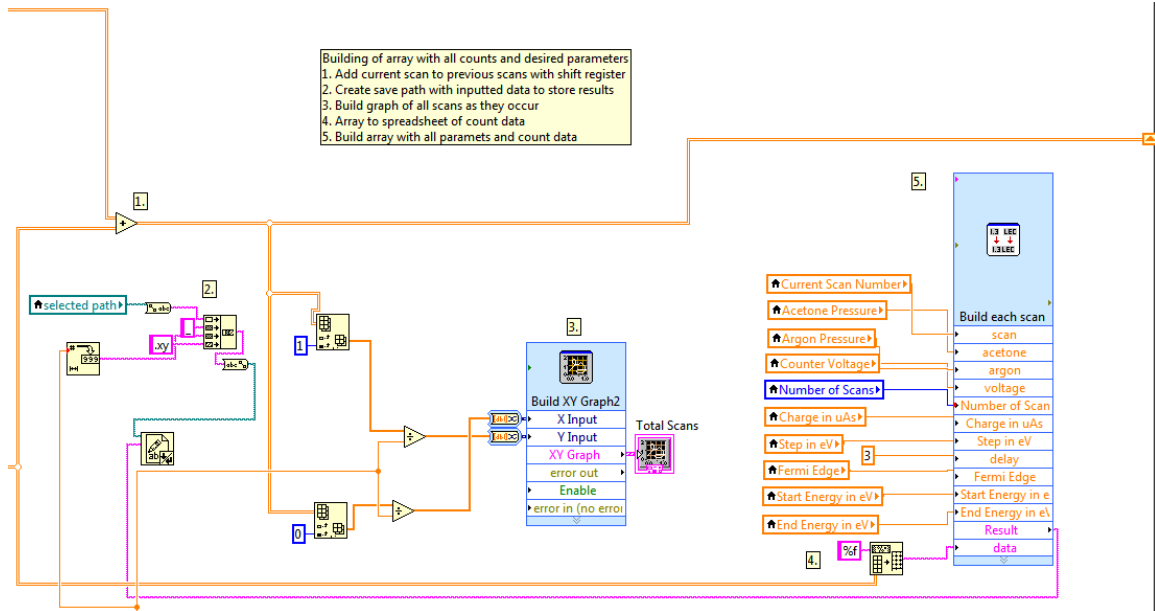 Building of array with all counts and desired parameters
1. Add current scan to previous scans with shift register
2. Create save path with inputted data to store results
3. Build graph of all scans as they occur
4. Array to spreadsheet of count data
5. Build array with all paramets and count data
1.
5.
2.
selected path
_
.xy
999
1
3.
Build XY Graph2
X Input
Y Input
XY Graph
error out
Enable
error in (no error
Total Scans
0
Current Scan Number
Acetone Pressure
Argon Pressure
Counter Voltage
Number of Scans
Charge in uAs
Step in eV
3
Fermi Edge
Start Energy in eV
End Energy in eV
4.
%f
Build each scan
scan
acetone
argon
voltage
Number of Scan
Charge in uAs
Step in eV
delay
Fermi Edge
Start Energy in e
End Energy in eV
Result
data